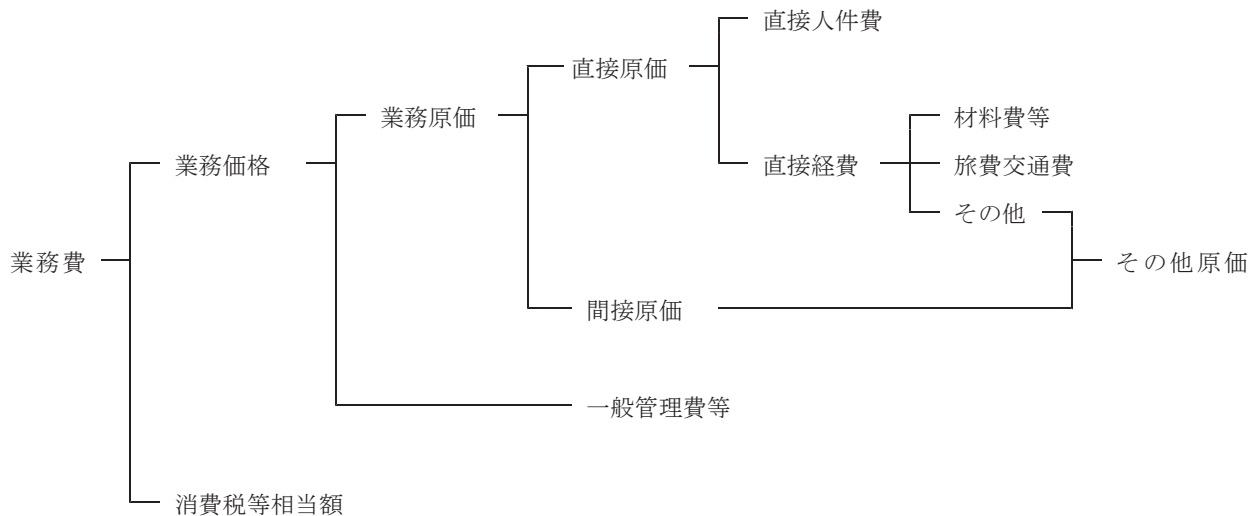 直接人件費
直接原価
業務原価
材料費等
業務価格
直接経費
旅費交通費
その他
業務費
その他原価
間接原価
一般管理費等
消費税等相当額